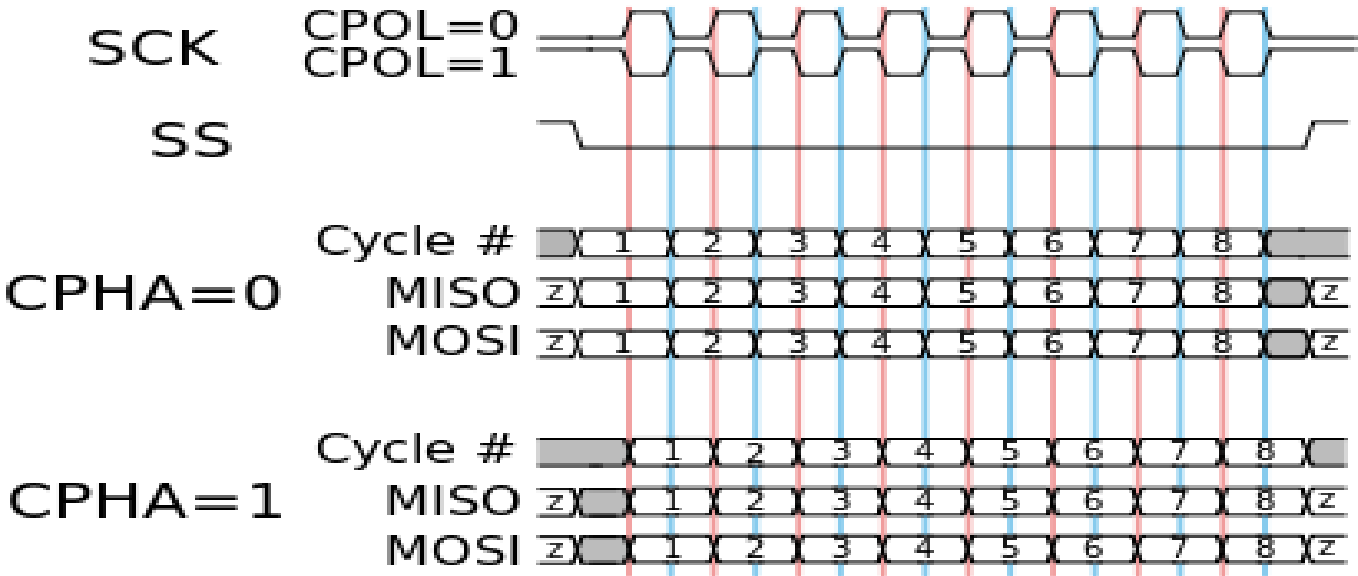 SCK CPOL=0
CPOL=1
SS
Cycle # 1 2 3 4 5 6 7 8
CPHA=0 MISO z 1 2 3 4 5 6 7 8 z
MOSI z 1 2 3 4 5 6 7 8 z
Cycle # 1 2 3 4 5 6 7 8
CPHA=1 MISO z 1 2 3 4 5 6 7 8 z
MOSI z 1 2 3 4 5 6 7 8 z